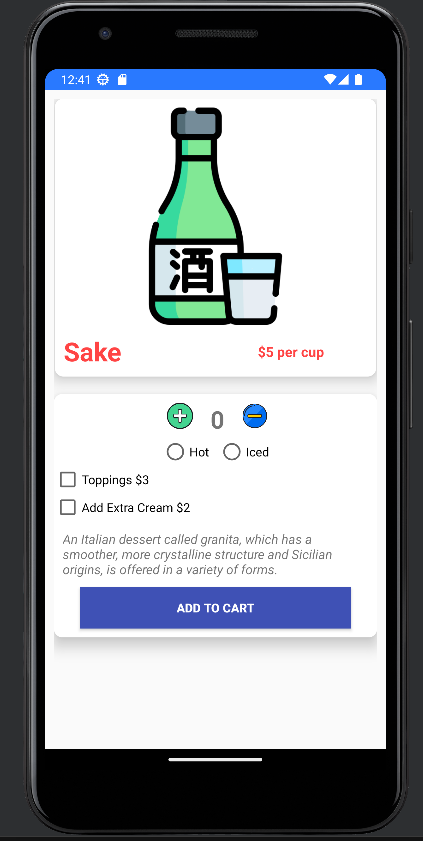 12:41
酒
Sake
$5 per cup
0
Hot
Iced
Toppings $3
Add Extra Cream $2
An Italian dessert called granita, which has a
smoother, more crystalline structure and Sicilian
origins, is offered in a variety of forms.
ADD TO CART